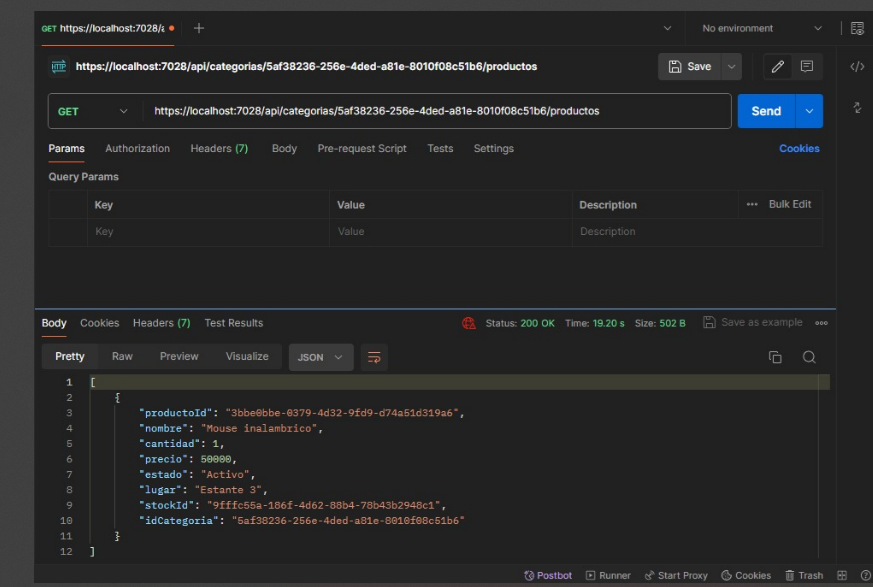 GET https://localhost:7028/a
No environment
HTTP https://localhost:7028/api/categorias/5af38236-256e-4ded-a81e-8010f08c51b6/productos
Save
GET https://localhost:7028/api/categorias/5af38236-256e-4ded-a81e-8010f08c51b6/productos Send
Params Authorization Headers (7) Body Pre-request Script Tests Settings Cookies
Query Params
Key Value Description ••• Bulk Edit
Key Value Description
Body Cookies Headers (7) Test Results Status: 200 OK Time: 19.20 s Size: 502 B Save as example
Pretty Raw Preview Visualize JSON
1 [
2 {
3 "productoId": "3bbe0bbe-0379-4d32-9fd9-d74a51d319a6",
4 "nombre": "Mouse inalambrico",
5 "cantidad": 1,
6 "precio": 50000,
7 "estado": "Activo",
8 "lugar": "Estante 3",
9 "stockId": "9fffc55a-186f-4d62-88b4-78b43b2948c1",
10 "idCategoria": "5af38236-256e-4ded-a81e-8010f08c51b6"
11 }
12 ]
Postbot Runner Start Proxy Cookies Trash